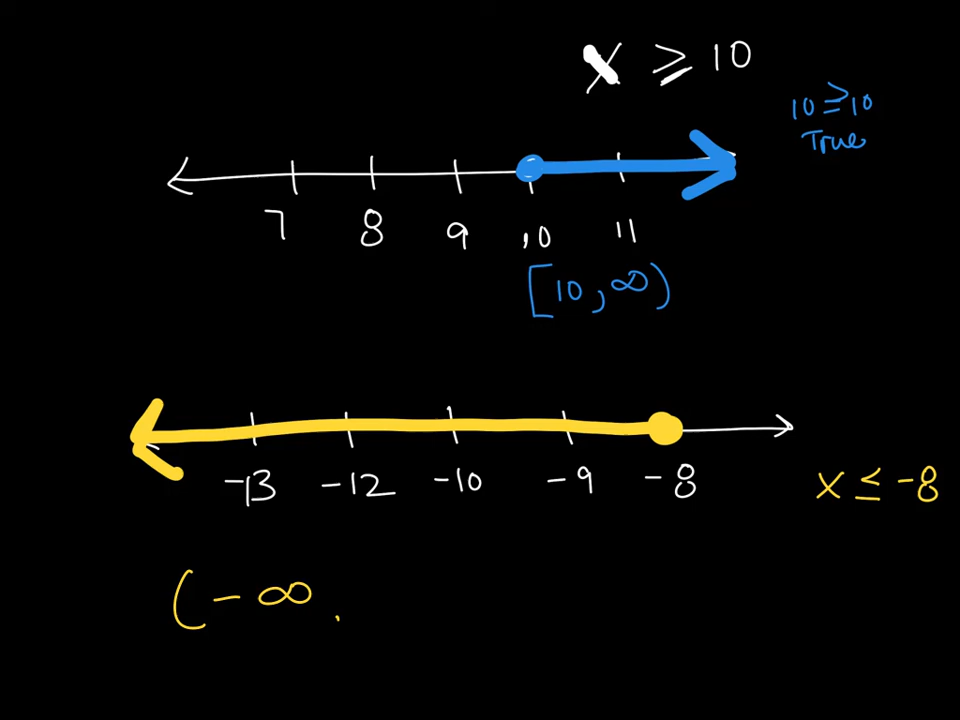 x ≥ 10
10 ≥ 10
True
7 8 9 10 11
[10, ∞)
-13 -12 -10 -9 -8
x ≤ -8
(-∞,